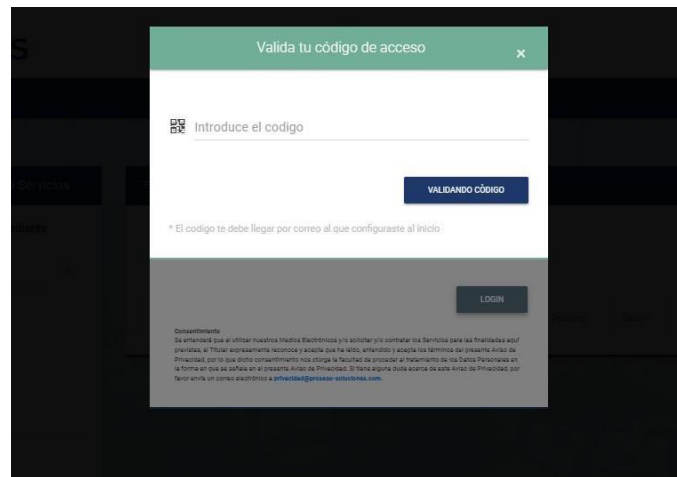 S
Valida tu código de acceso
×
Introduce el codigo
Servicios
VALIDANDO CÒDIGO
* El codigo te debe llegar por correo al que configuraste al inicio
LOGIN
Consentimiento
Se entenderá que al utilizar nuestros Medios Electrónicos y/o solicitar y/o contratar los Servicios para las finalidades aquí
previstas, el Titular expresamente reconoce y acepta que ha leído, entendido y acepta los términos del presente Aviso de
Privacidad, por lo que dicho consentimiento nos otorga la facultad de proceder al tratamiento de los Datos Personales en
la forma en que se señala en el presente Aviso de Privacidad. Si tiene alguna duda acerca de este Aviso de Privacidad, por
favor envíe un correo electrónico a privacidad@proasao-soluciones.com.